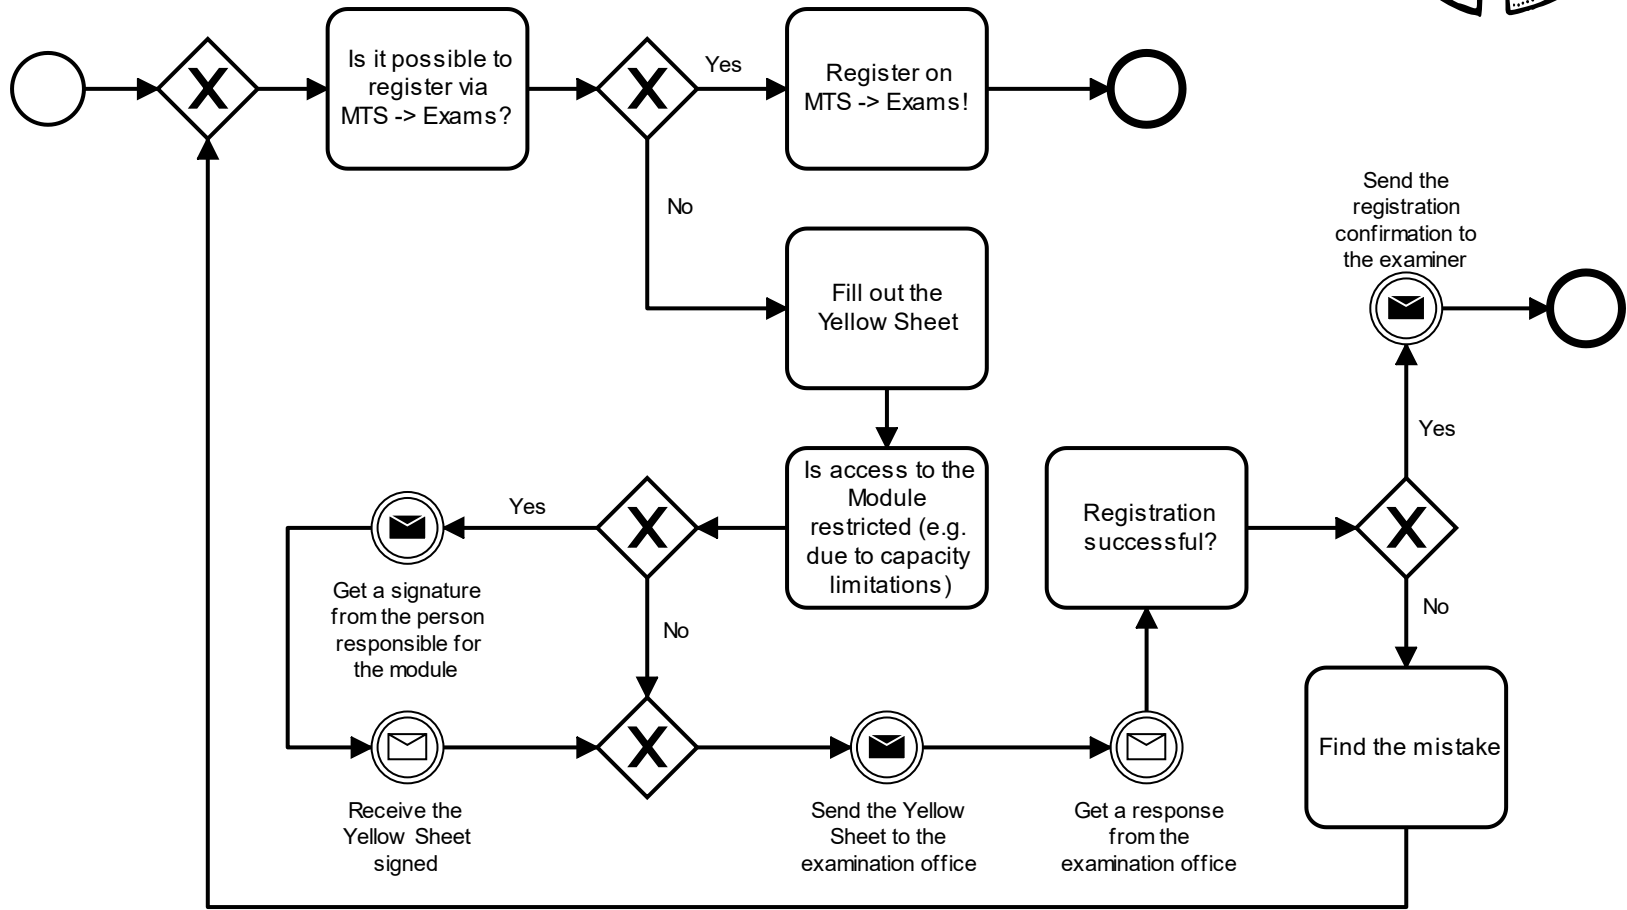 Is it possible to
register via
MTS -> Exams?
Yes
Register on
MTS -> Exams!
No
Send the
registration
confirmation to
the examiner
Fill out the
Yellow Sheet
Yes
Is access to the
Module
restricted (e.g.
due to capacity
limitations)
Yes
Registration
successful?
Get a signature
from the person
responsible for
the module
No
No
Find the mistake
Receive the
Yellow Sheet
signed
Send the Yellow
Sheet to the
examination office
Get a response
from the
examination office